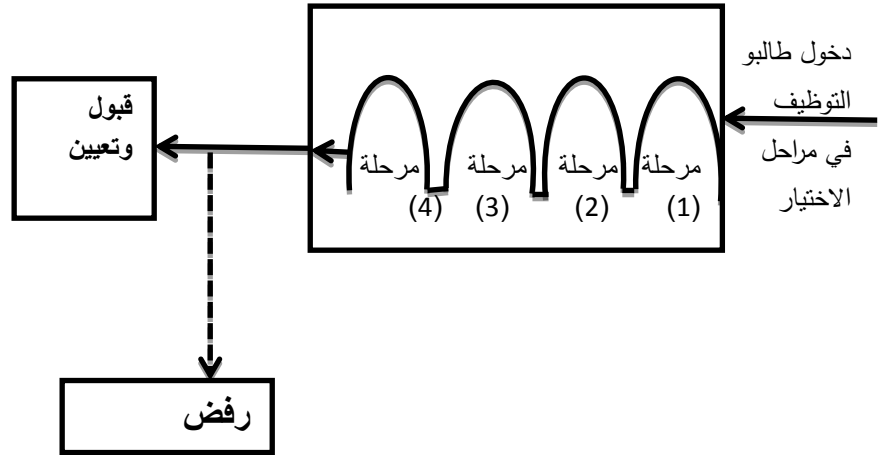 دخول طالبو
التوظيف
في مراحل
الاختيار
مرحلة
(1)
مرحلة
(2)
مرحلة
(3)
مرحلة
(4)
قبول
وتعيين
رفض